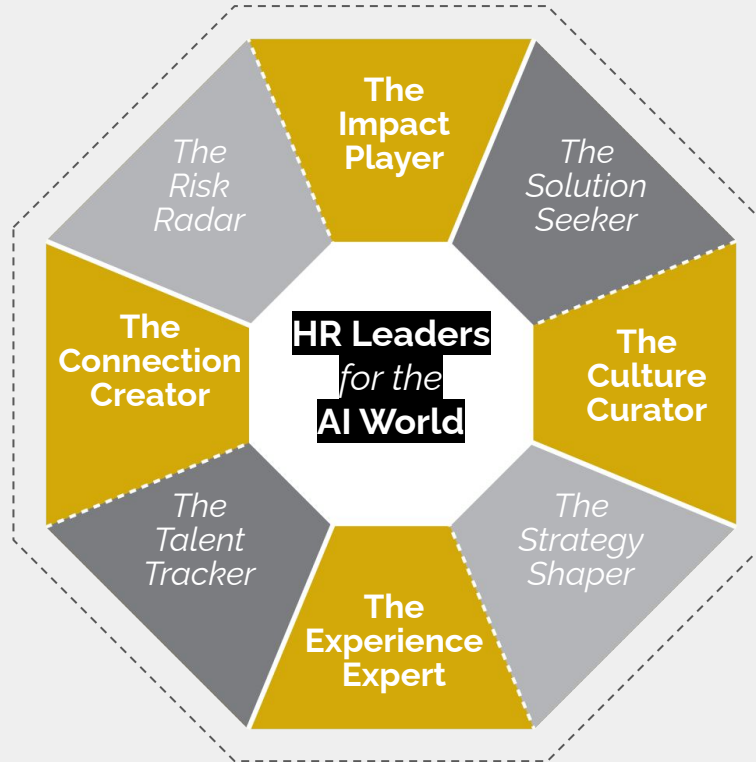 The
Impact
Player
The
Solution
Seeker
The
Culture
Curator
The
Strategy
Shaper
The
Experience
Expert
The
Talent
Tracker
The
Connection
Creator
The
Risk
Radar
HR Leaders
for the
AI World